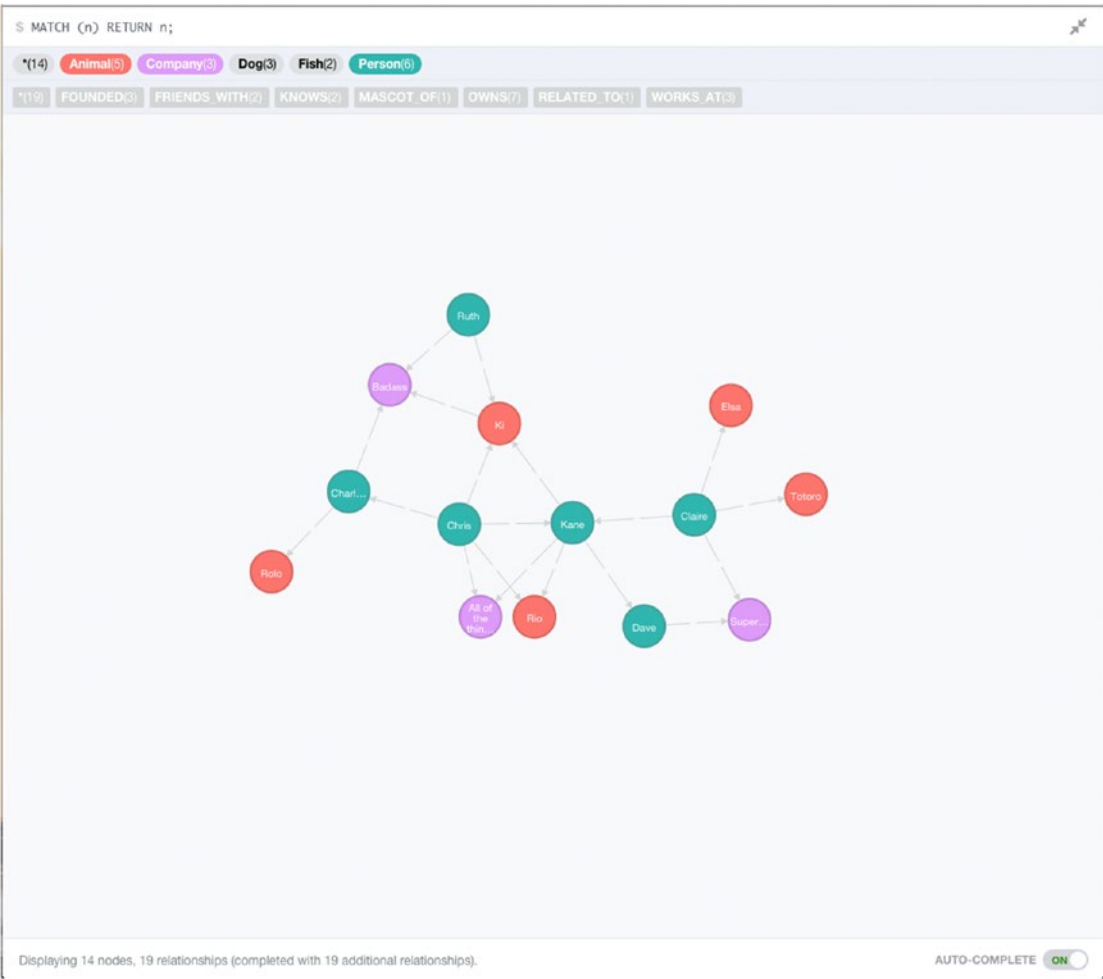 $ MATCH (n) RETURN n;
*(14) Animal(5) Company(3) Dog(3) Fish(2) Person(6)
*(19) FOUNDED(3) FRIENDS_WITH(2) KNOWS(2) MASCOT_OF(1) OWNS(7) RELATED_TO(1) WORKS_AT(3)
Ruth
Badass
Elsa
Ki
Charl...
Totoro
Claire
Chris
Kane
Rolo
All of
the
thin...
Rio
Super...
Dave
Displaying 14 nodes, 19 relationships (completed with 19 additional relationships).
AUTO-COMPLETE ON